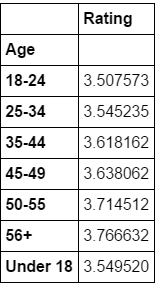 Rating
Age
18-24 3.507573
25-34 3.545235
35-44 3.618162
45-49 3.638062
50-55 3.714512
56+ 3.766632
Under 18 3.549520